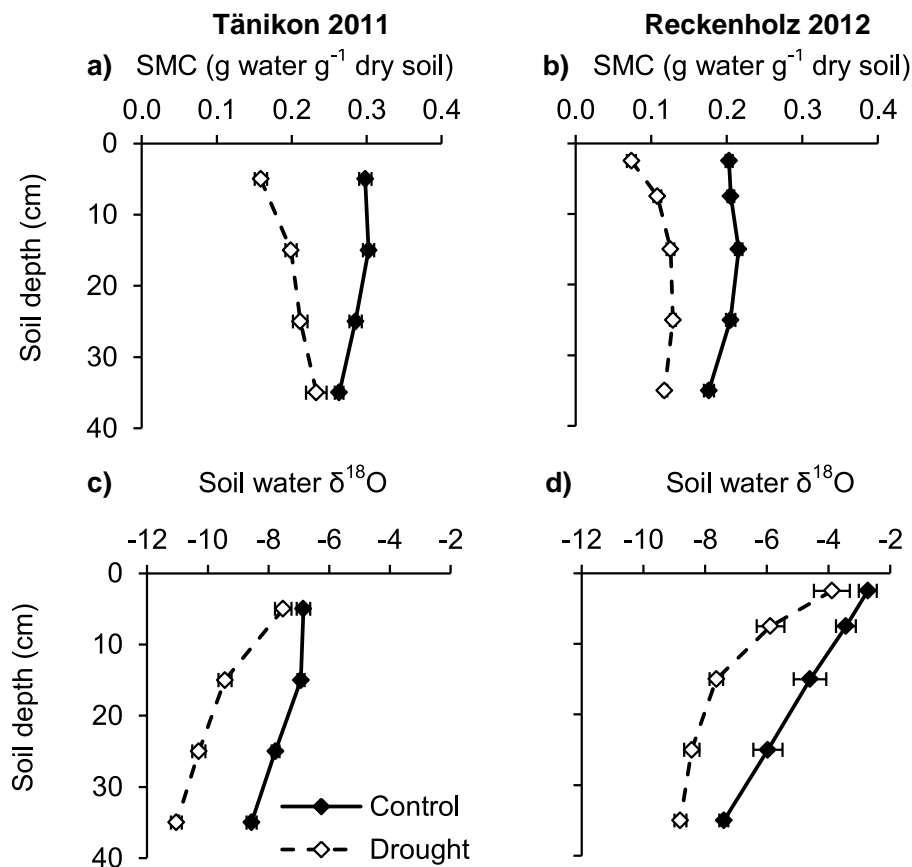 Tänikon 2011 Reckenholz 2012
a) SMC (g water g⁻¹ dry soil) b) SMC (g water g⁻¹ dry soil)
0.0 0.1 0.2 0.3 0.4 0.0 0.1 0.2 0.3 0.4
0
10
20
30
40
Soil depth (cm)
c) Soil water δ¹⁸O d) Soil water δ¹⁸O
-12 -10 -8 -6 -4 -2 -12 -10 -8 -6 -4 -2
0
10
20
30
40
Soil depth (cm)
Control
Drought